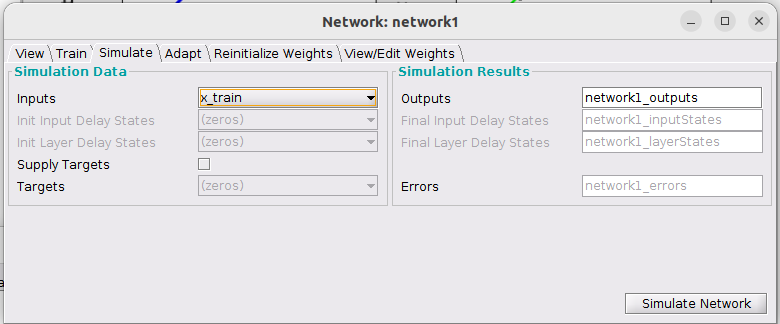 Network: network1
View Train Simulate Adapt Reinitialize Weights View/Edit Weights
Simulation Data
Inputs x_train
Init Input Delay States (zeros)
Init Layer Delay States (zeros)
Supply Targets
Targets (zeros)
Simulation Results
Outputs network1_outputs
Final Input Delay States network1_inputStates
Final Layer Delay States network1_layerStates
Errors network1_errors
Simulate Network